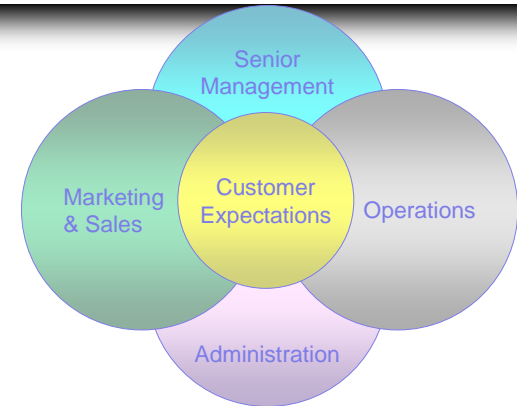 Senior
Management
Marketing
& Sales
Customer
Expectations
Operations
Administration